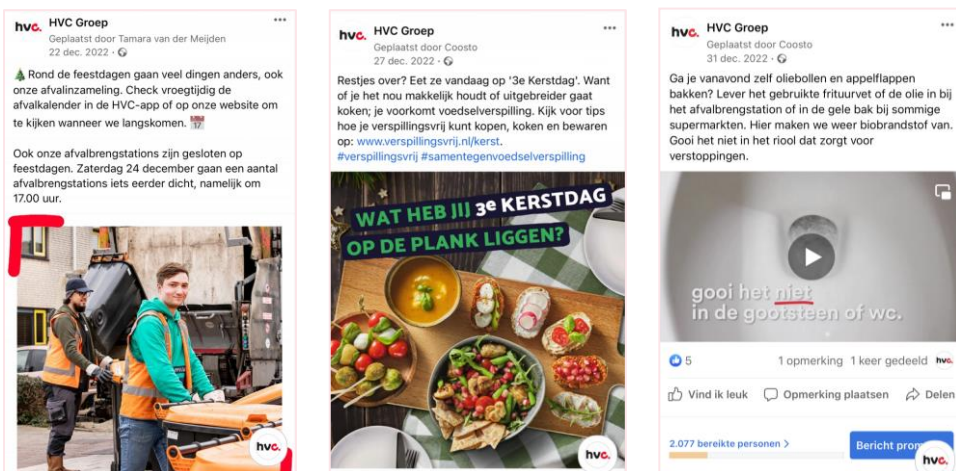 hvc. HVC Groep
Geplaatst door Tamara van der Meijden
22 dec. 2022 ·
Rond de feestdagen gaan veel dingen anders, ook
onze afvalinzameling. Check vroegtijdig de
afvalkalender in de HVC-app of op onze website om
te kijken wanneer we langskomen.
Ook onze afvalbrengstations zijn gesloten op
feestdagen. Zaterdag 24 december gaan een aantal
afvalbrengstations iets eerder dicht, namelijk om
17.00 uur.
hvc.
hvc. HVC Groep
Geplaatst door Coosto
27 dec. 2022 ·
Restjes over? Eet ze vandaag op '3e Kerstdag'. Want
of je het nou makkelijk houdt of uitgebreider gaat
koken; je voorkomt voedselverspilling. Kijk voor tips
hoe je verspillingsvrij kunt kopen, koken en bewaren
op: www.verspillingsvrij.nl/kerst.
#verspillingsvrij #samentegenvoedselverspilling
WAT HEB JIJ 3e KERSTDAG
OP DE PLANK LIGGEN?
hvc.
hvc. HVC Groep
Geplaatst door Coosto
31 dec. 2022 ·
Ga je vanavond zelf oliebollen en appelflappen
bakken? Lever het gebruikte frituurvet of de olie in bij
het afvalbrengstation of in de gele bak bij sommige
supermarkten. Hier maken we weer biobrandstof van.
Gooi het niet in het riool dat zorgt voor
verstoppingen.
gooi het niet
in de gootsteen of wc.
5 1 opmerking 1 keer gedeeld hvc.
Vind ik leuk Opmerking plaatsen Delen
2.077 bereikte personen > Bericht prom
hvc.